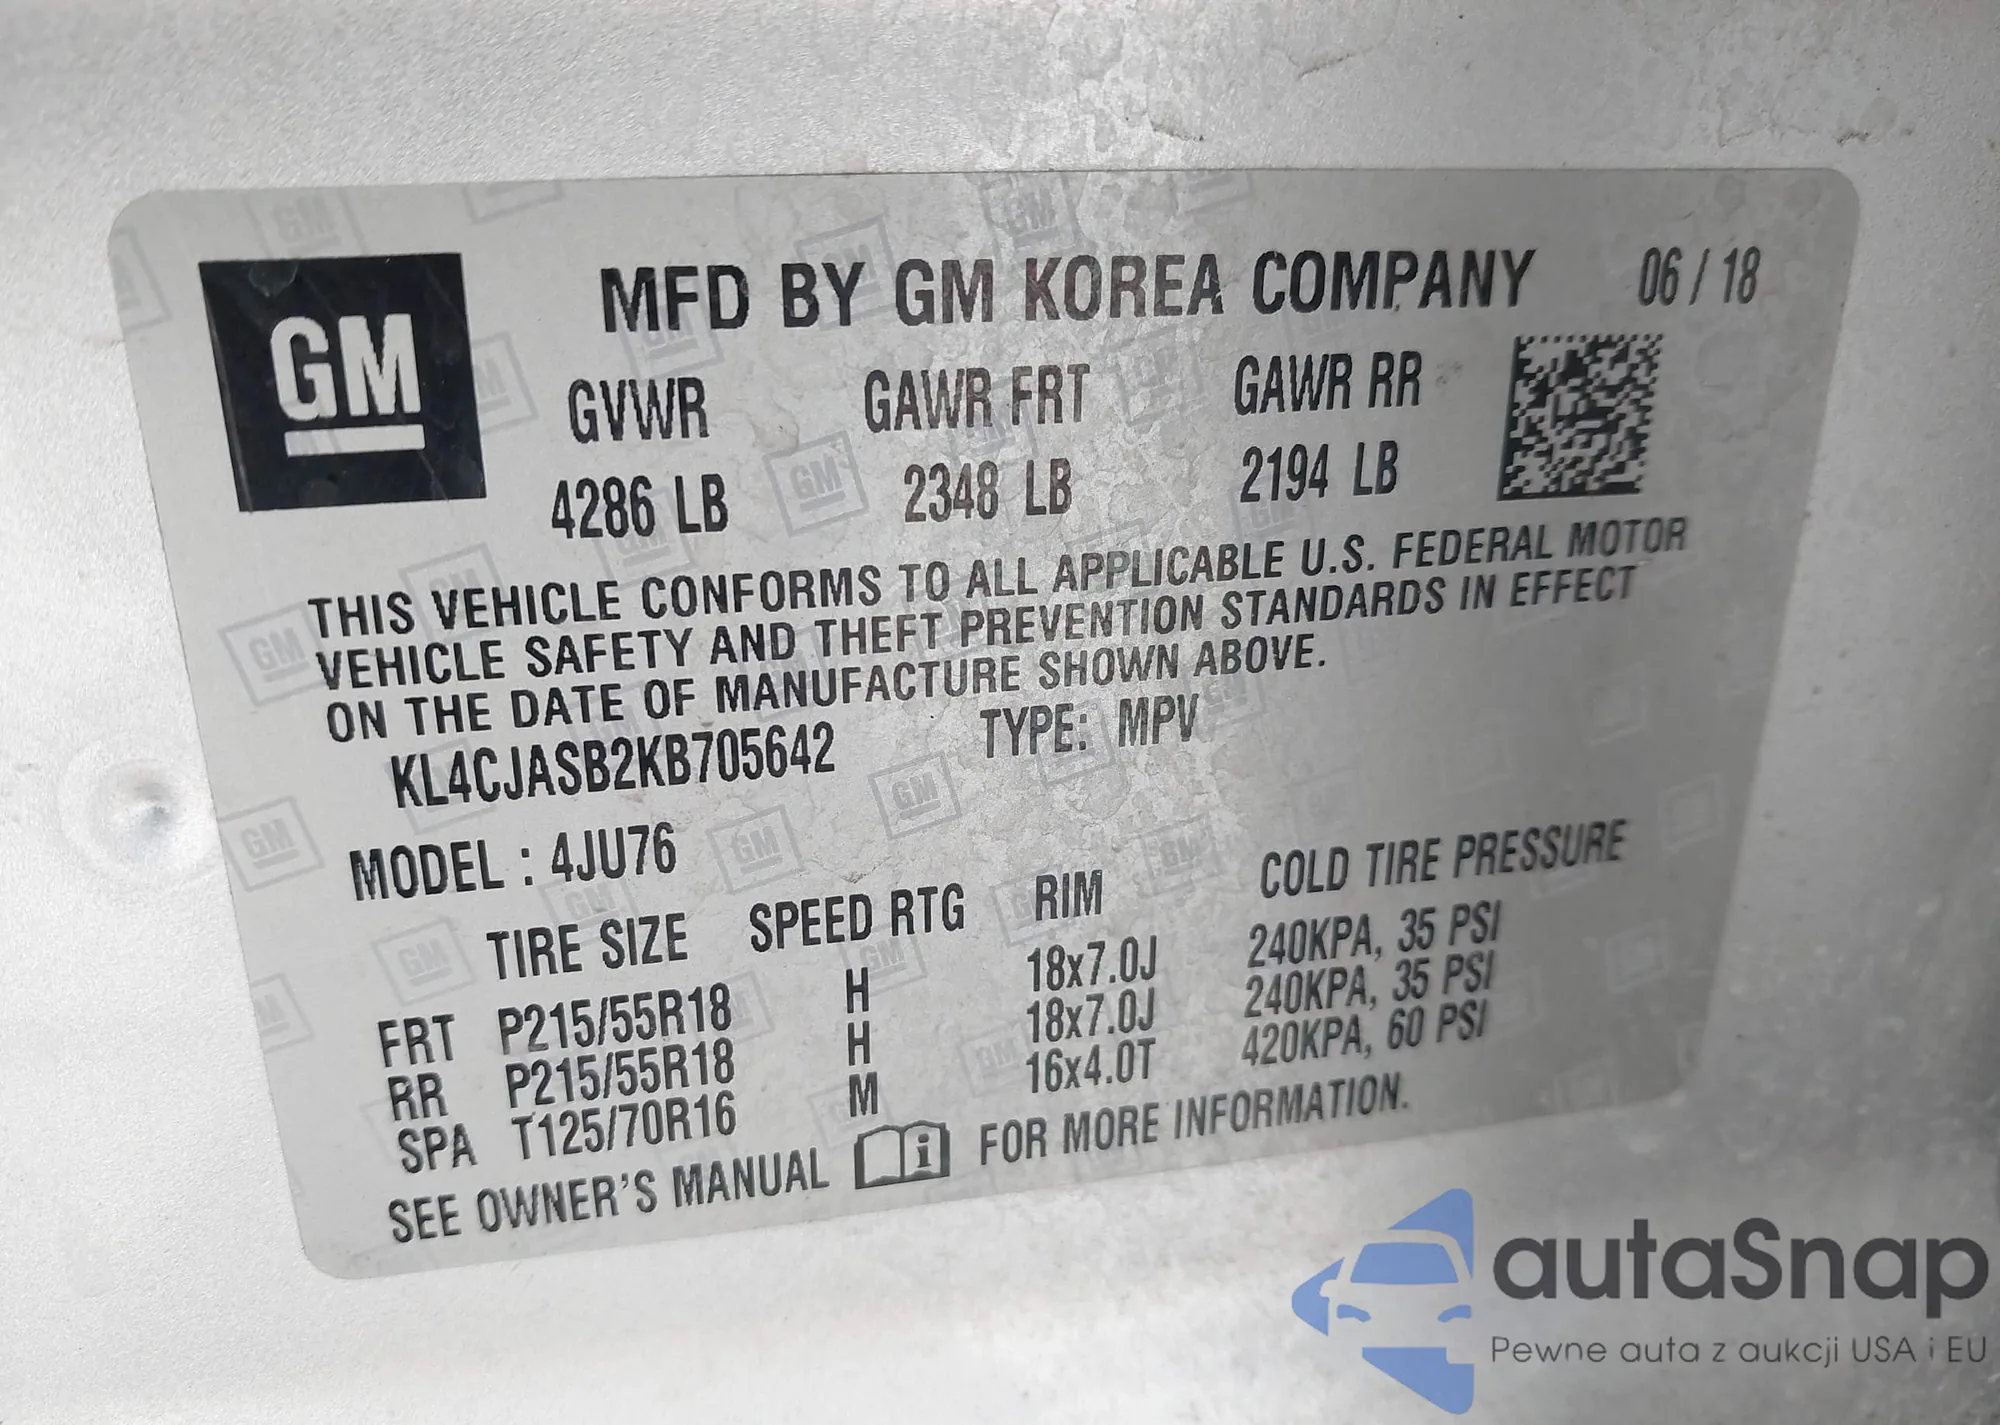 GM
MFD BY GM KOREA COMPANY 06 / 18
GVWR GAWR FRT GAWR RR
4286 LB 2348 LB 2194 LB
THIS VEHICLE CONFORMS TO ALL APPLICABLE U.S. FEDERAL MOTOR
VEHICLE SAFETY AND THEFT PREVENTION STANDARDS IN EFFECT
ON THE DATE OF MANUFACTURE SHOWN ABOVE.
KL4CJASB2KB705642 TYPE: MPV
MODEL : 4JU76
TIRE SIZE SPEED RTG RIM COLD TIRE PRESSURE
FRT P215/55R18 H 18x7.0J 240KPA, 35 PSI
RR P215/55R18 H 18x7.0J 240KPA, 35 PSI
SPA T125/70R16 M 16x4.0T 420KPA, 60 PSI
SEE OWNER'S MANUAL i FOR MORE INFORMATION.
autaSnap
Pewne auta z aukcji USA i EU